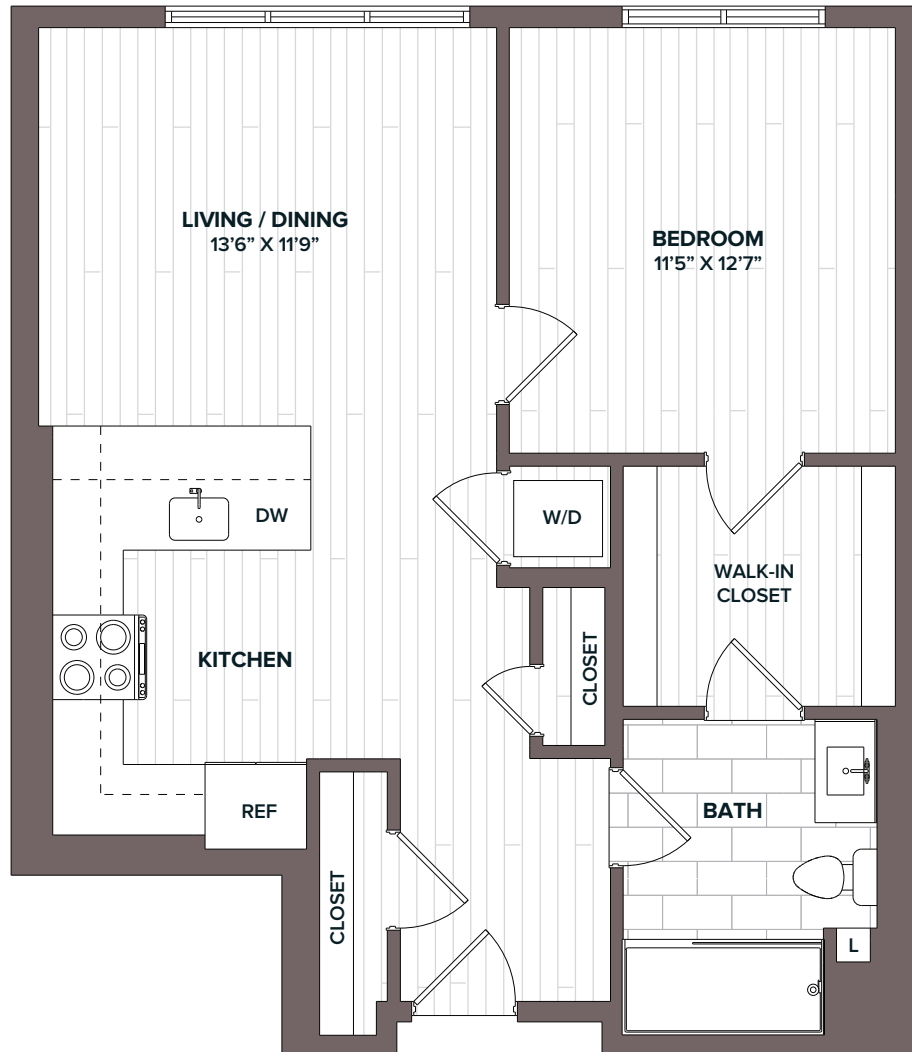 LIVING / DINING
13’6” X 11’9”
BEDROOM
11’5” X 12’7”
DW
W/D
WALK-IN
CLOSET
KITCHEN
CLOSET
REF
BATH
CLOSET
L